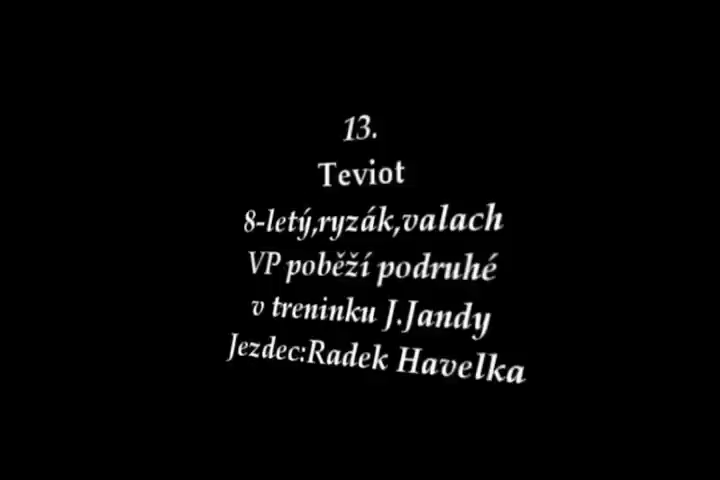 13.
Teviot
8-letý,ryzák,valach
VP poběží podruhé
v treninku J.Jandy
Jezdec:Radek Havelka